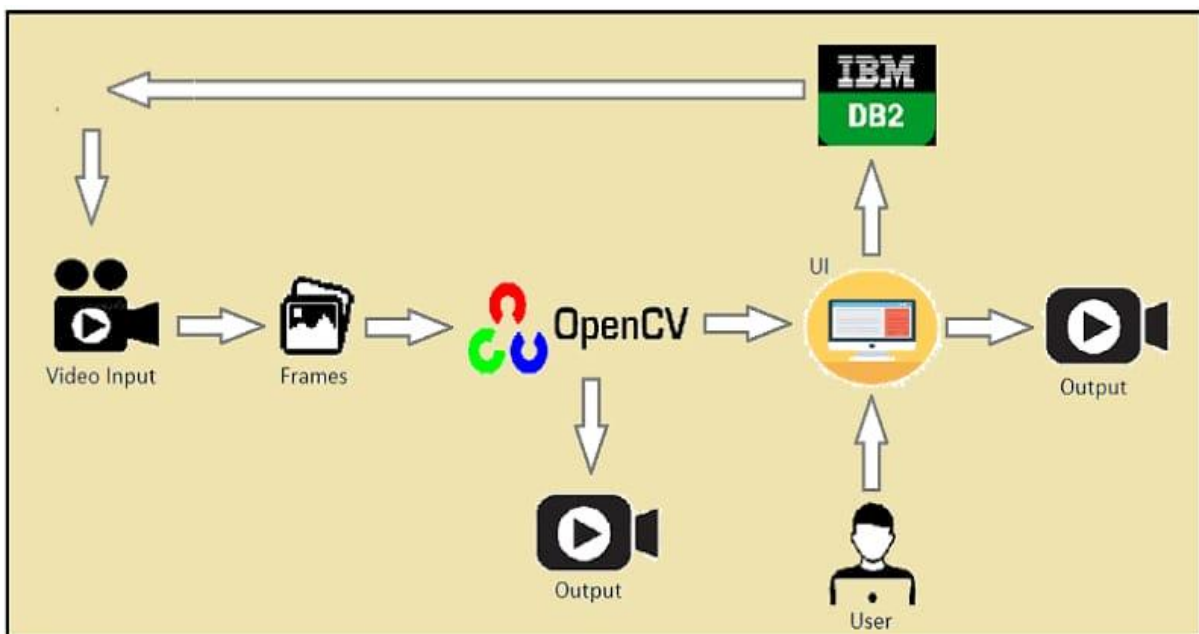 IBM
DB2
UI
OpenCV
Video Input
Frames
Output
Output
User